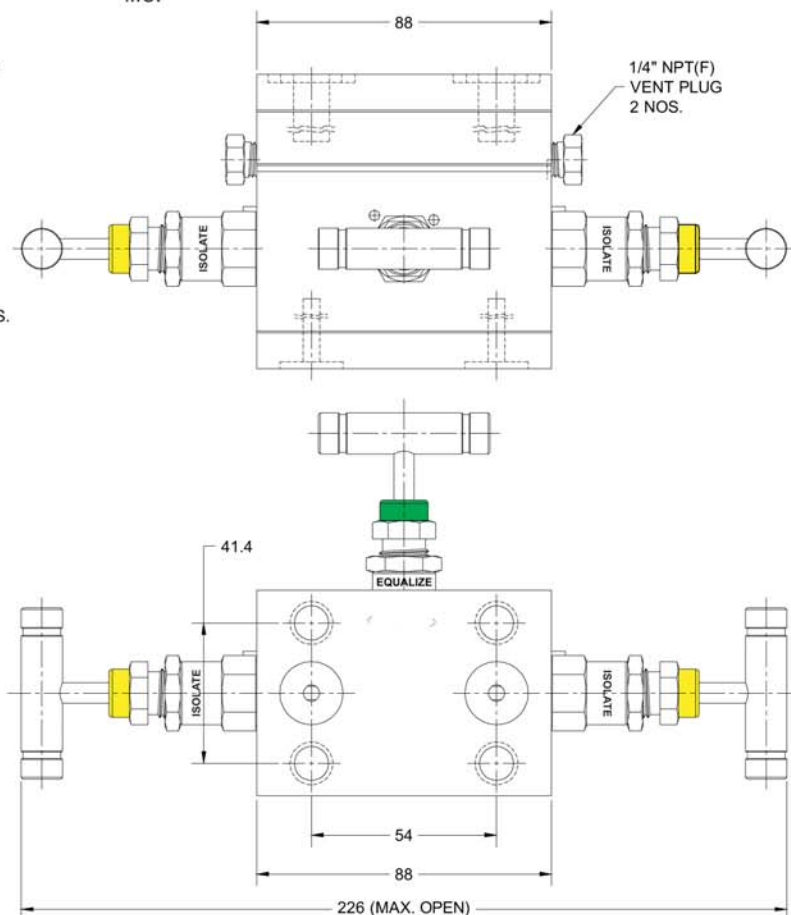 88
1/4" NPT(F)
VENT PLUG
2 NOS.
ISOLATE
ISOLATE
S.
41.4
EQUALIZE
ISOLATE
ISOLATE
54
88
226 (MAX. OPEN)